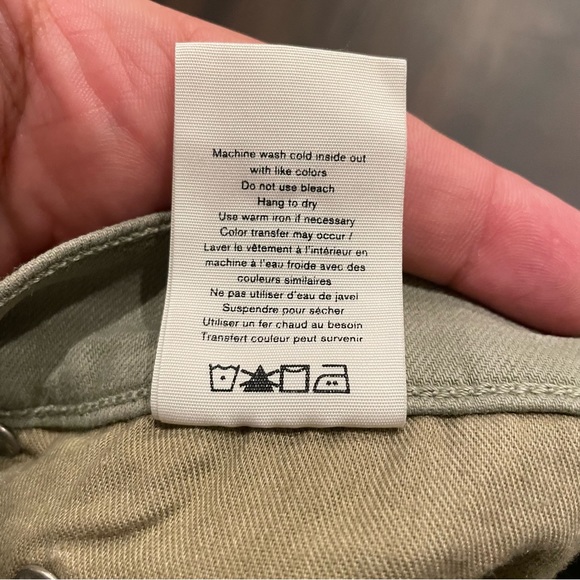 Machine wash cold inside out
with like colors
Do not use bleach
Hang to dry
Use warm iron if necessary
Color transfer may occur /
Laver le vêtement à l'intérieur en
machine à l'eau froide avec des
couleurs similaires
Ne pas utiliser d'eau de javel
Suspendre pour sécher
Utiliser un fer chaud au besoin
Transfert couleur peut survenir